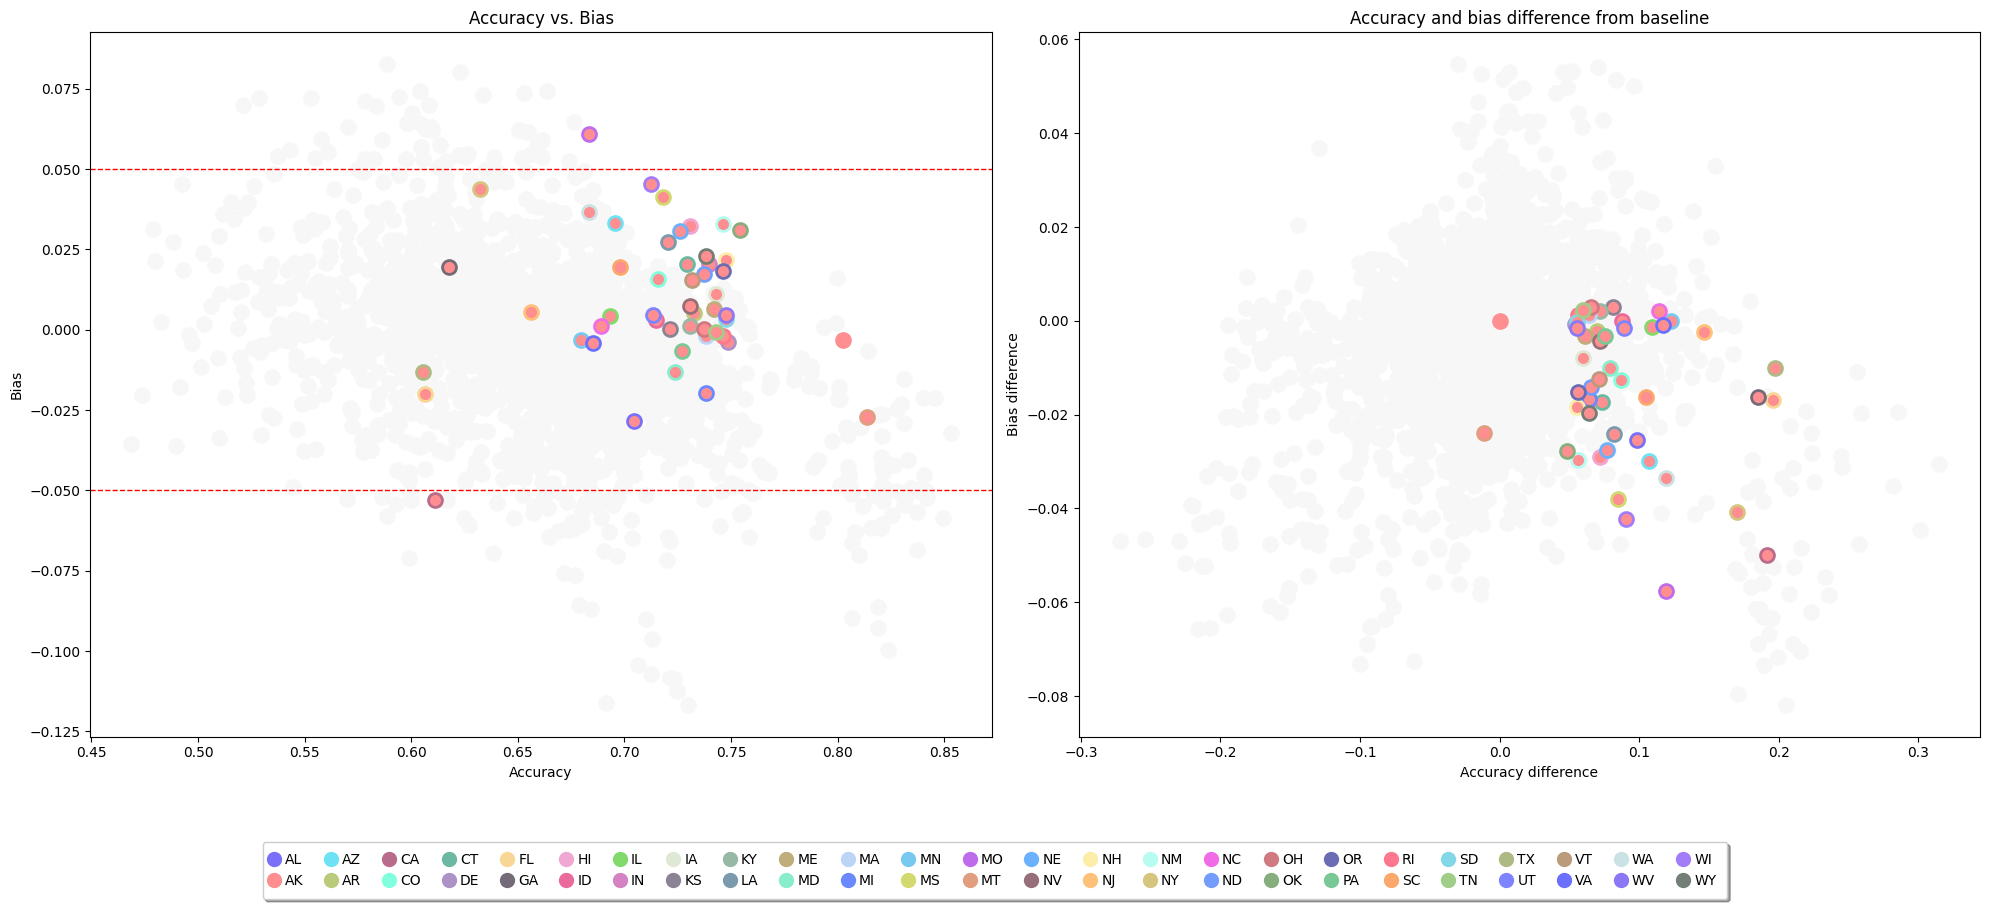 Accuracy vs. Bias
Bias
0.075
0.050
0.025
0.000
−0.025
−0.050
−0.075
−0.100
−0.125
0.45 0.50 0.55 0.60 0.65 0.70 0.75 0.80 0.85
Accuracy
Accuracy and bias difference from baseline
Bias difference
0.06
0.04
0.02
0.00
−0.02
−0.04
−0.06
−0.08
−0.3 −0.2 −0.1 0.0 0.1 0.2 0.3
Accuracy difference
AL AZ CA CT FL HI IL IA KY ME MA MN MO NE NH NM NC OH OR RI SD TX VT WA WI
AK AR CO DE GA ID IN KS LA MD MI MS MT NV NJ NY ND OK PA SC TN UT VA WV WY